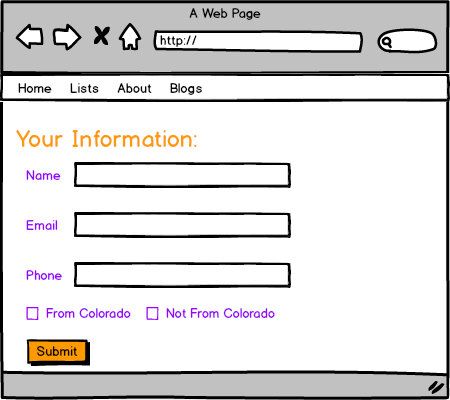 A Web Page
http://
Home Lists About Blogs
Your Information:
Name
Email
Phone
From Colorado Not From Colorado
Submit